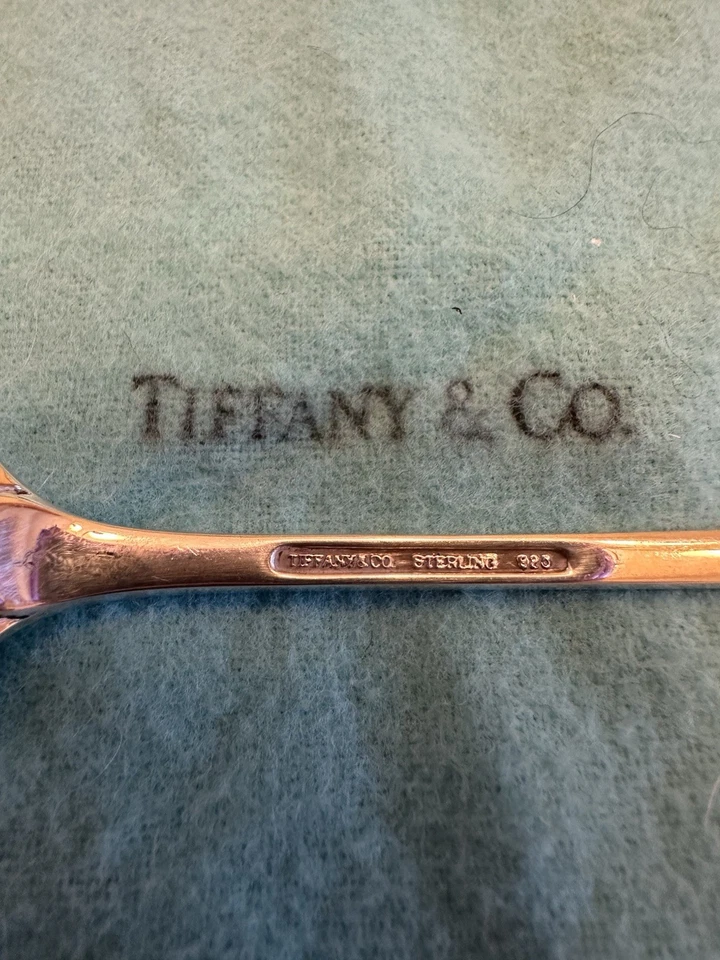 TIFFANY & CO.
TIFFANY & CO. STERLING 925